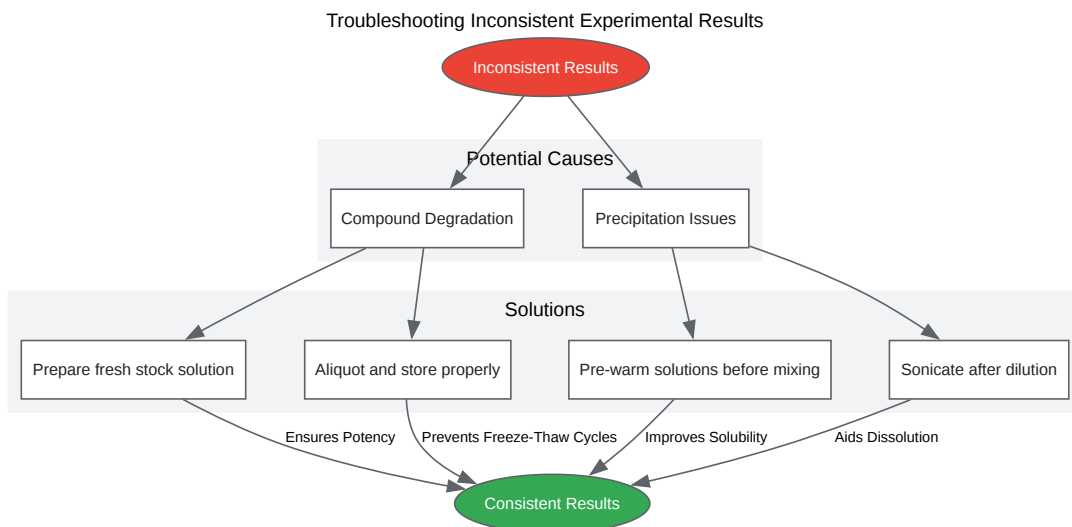 Troubleshooting Inconsistent Experimental Results
Inconsistent Results
Potential Causes
Compound Degradation
Precipitation Issues
Solutions
Prepare fresh stock solution
Aliquot and store properly
Pre-warm solutions before mixing
Sonicate after dilution
Ensures Potency
Prevents Freeze-Thaw Cycles
Improves Solubility
Aids Dissolution
Consistent Results